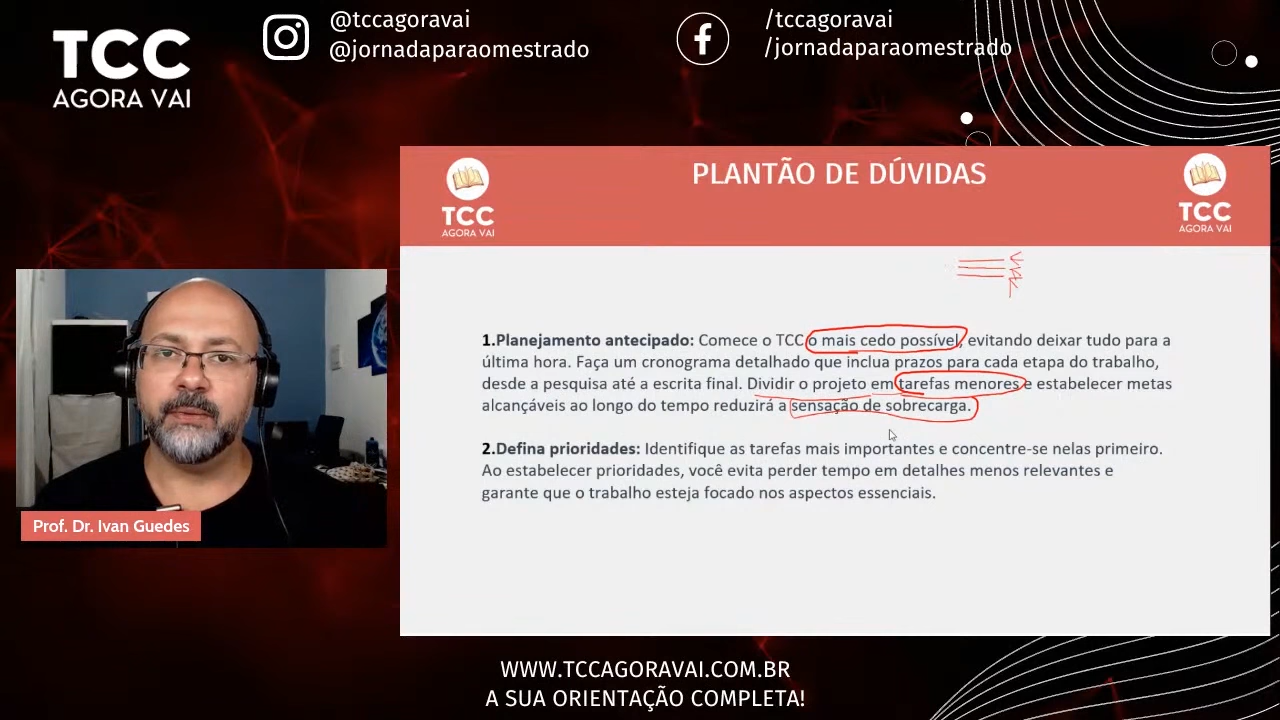 TCC
AGORA VAI
@tccagoravai
@jornadaparaomestrado
/tccagoravai
/jornadaparaomestrado
TCC
AGORA VAI
PLANTÃO DE DÚVIDAS
TCC
AGORA VAI
1.Planejamento antecipado: Comece o TCC o mais cedo possível, evitando deixar tudo para a
última hora. Faça um cronograma detalhado que inclua prazos para cada etapa do trabalho,
desde a pesquisa até a escrita final. Dividir o projeto em tarefas menores e estabelecer metas
alcançáveis ao longo do tempo reduzirá a sensação de sobrecarga.
2.Defina prioridades: Identifique as tarefas mais importantes e concentre-se nelas primeiro.
Ao estabelecer prioridades, você evita perder tempo em detalhes menos relevantes e
garante que o trabalho esteja focado nos aspectos essenciais.
Prof. Dr. Ivan Guedes
WWW.TCCAGORAVAI.COM.BR
A SUA ORIENTAÇÃO COMPLETA!